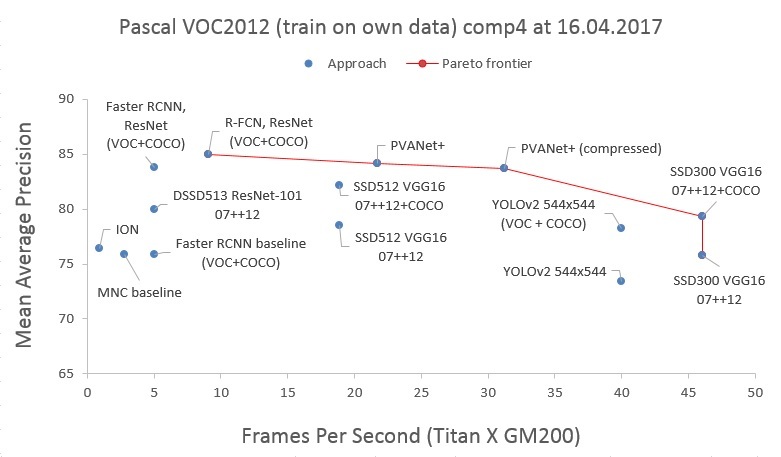 Pascal VOC2012 (train on own data) comp4 at 16.04.2017
Approach
Pareto frontier
Mean Average Precision
90
85
80
75
70
65
Faster RCNN,
ResNet
(VOC+COCO)
R-FCN, ResNet
(VOC+COCO)
PVANet+
PVANet+ (compressed)
SSD300 VGG16
07++12+COCO
DSSD513 ResNet-101
07++12
SSD512 VGG16
07++12+COCO
YOLOv2 544x544
(VOC + COCO)
ION
Faster RCNN baseline
(VOC+COCO)
SSD512 VGG16
07++12
MNC baseline
YOLOv2 544x544
SSD300 VGG16
07++12
0
5
10
15
20
25
30
35
40
45
50
Frames Per Second (Titan X GM200)